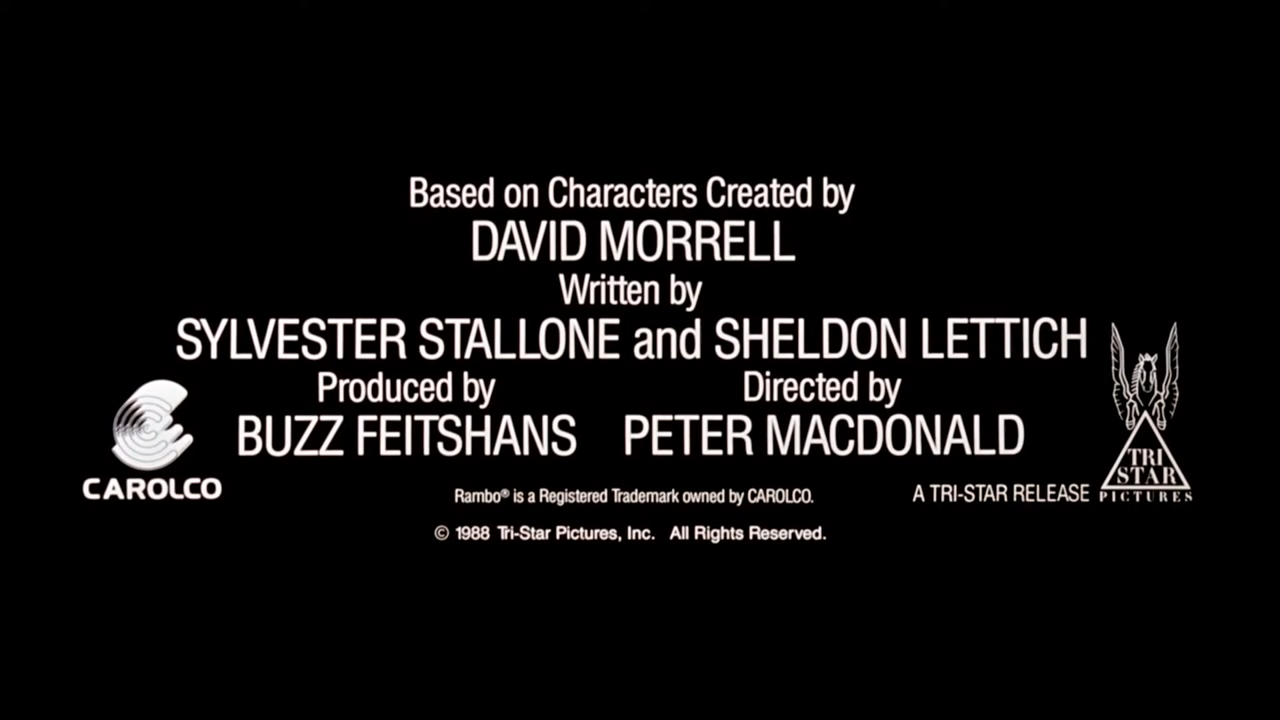 Based on Characters Created by
DAVID MORRELL
Written by
SYLVESTER STALLONE and SHELDON LETTICH
Produced by
BUZZ FEITSHANS
Directed by
PETER MACDONALD
CAROLCO
Rambo® is a Registered Trademark owned by CAROLCO.
A TRI-STAR RELEASE
TRI
STAR
PICTURES
© 1988 Tri-Star Pictures, Inc. All Rights Reserved.